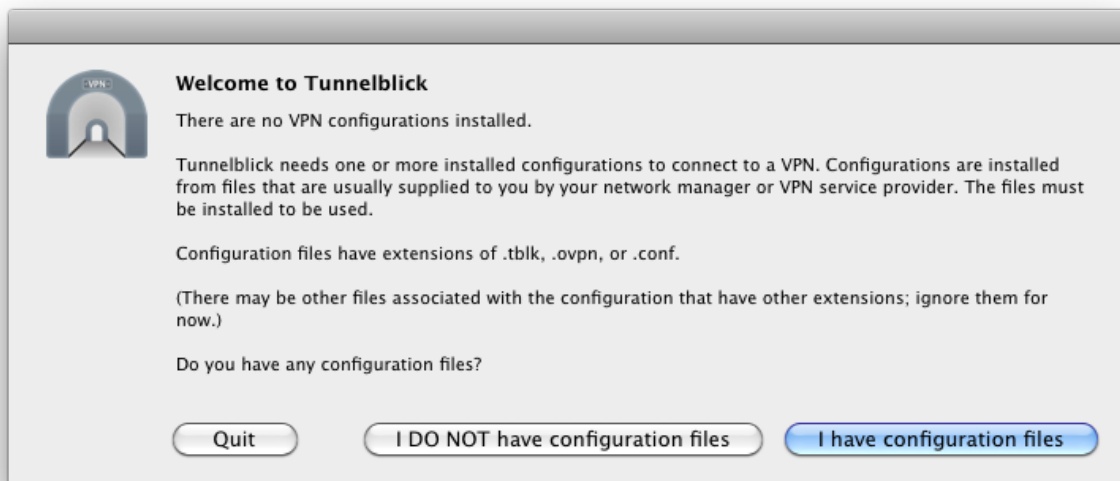 VPN
Welcome to Tunnelblick
There are no VPN configurations installed.
Tunnelblick needs one or more installed configurations to connect to a VPN. Configurations are installed
from files that are usually supplied to you by your network manager or VPN service provider. The files must
be installed to be used.
Configuration files have extensions of .tblk, .ovpn, or .conf.
(There may be other files associated with the configuration that have other extensions; ignore them for
now.)
Do you have any configuration files?
Quit
I DO NOT have configuration files
I have configuration files